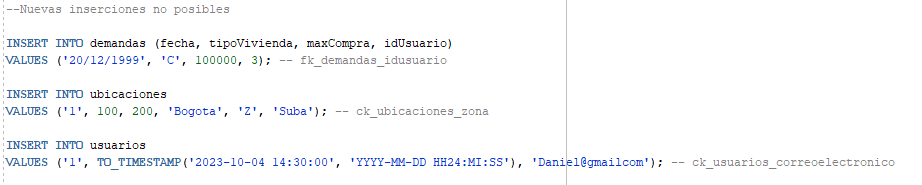 --Nuevas inserciones no posibles
INSERT INTO demandas (fecha, tipoVivienda, maxCompra, idUsuario)
VALUES ('20/12/1999', 'C', 100000, 3); -- fk_demandas_idusuario
INSERT INTO ubicaciones
VALUES ('1', 100, 200, 'Bogota', 'Z', 'Suba'); -- ck_ubicaciones_zona
INSERT INTO usuarios
VALUES ('1', TO_TIMESTAMP('2023-10-04 14:30:00', 'YYYY-MM-DD HH24:MI:SS'), 'Daniel@gmailcom'); -- ck_usuarios_correoelectronico